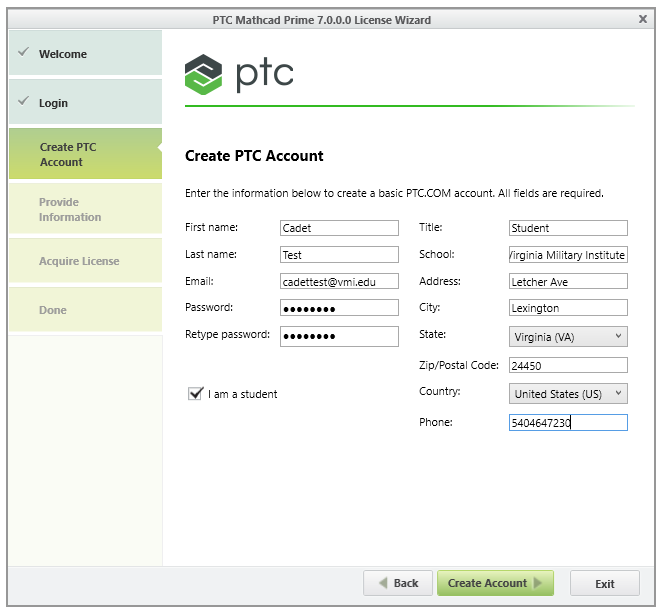 PTC Mathcad Prime 7.0.0.0 License Wizard
Welcome
Login
Create PTC
Account
Provide
Information
Acquire License
Done
ptc
Create PTC Account
Enter the information below to create a basic PTC.COM account. All fields are required.
First name: Cadet Title: Student
Last name: Test School: Virginia Military Institute
Email: cadettest@vmi.edu Address: Letcher Ave
Password: ●●●●●●●● City: Lexington
Retype password: ●●●●●●●● State: Virginia (VA)
Zip/Postal Code: 24450
I am a student Country: United States (US)
Phone: 5404647230
Back Create Account Exit